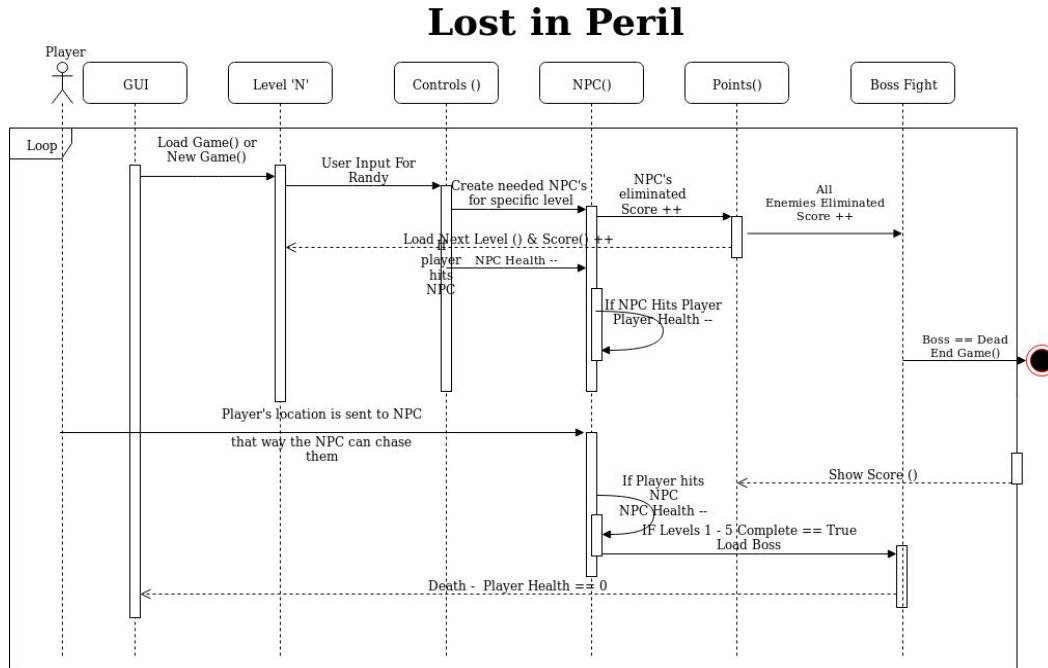 Lost in Peril
Player
GUI
Level 'N'
Controls ()
NPC()
Points()
Boss Fight
Loop
Load Game() or
New Game()
User Input For
Randy
Create needed NPC's
for specific level
NPC's
eliminated
Score ++
All
Enemies Eliminated
Score ++
Load Next Level () & Score() ++
If
player
hits
NPC
NPC Health --
If NPC Hits Player
Player Health --
Boss == Dead
End Game()
Player's location is sent to NPC
that way the NPC can chase
them
Show Score ()
If Player hits
NPC
NPC Health --
IF Levels 1 - 5 Complete == True
Load Boss
Death - Player Health == 0